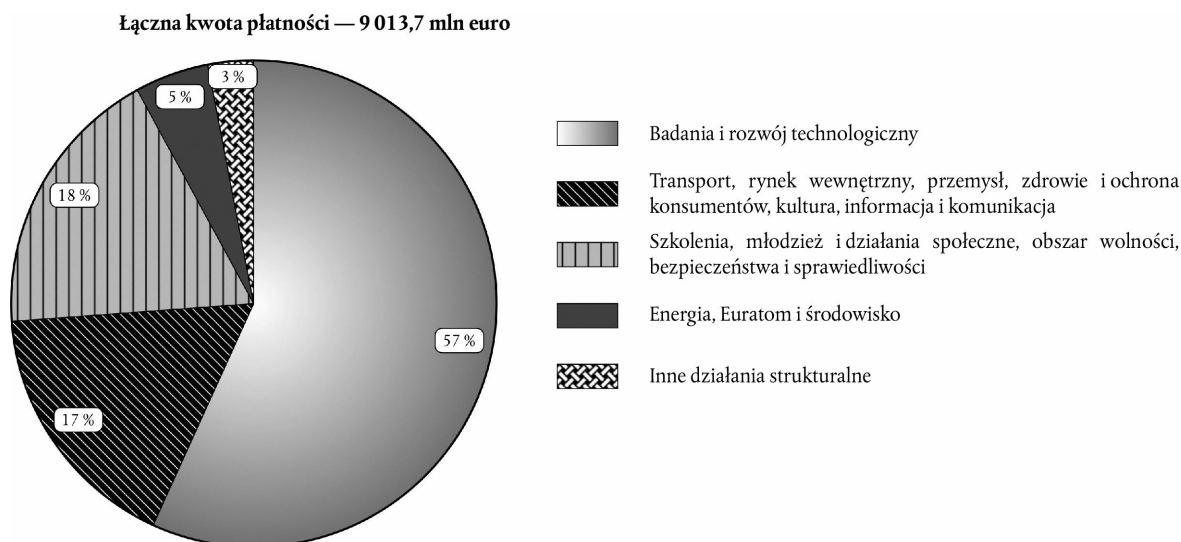 Łączna kwota płatności — 9 013,7 mln euro
3 %
5 %
18 %
57 %
17 %
Badania i rozwój technologiczny
Transport, rynek wewnętrzny, przemysł, zdrowie i ochrona
konsumentów, kultura, informacja i komunikacja
Szkolenia, młodzież i działania społeczne, obszar wolności,
bezpieczeństwa i sprawiedliwości
Energia, Euratom i środowisko
Inne działania strukturalne